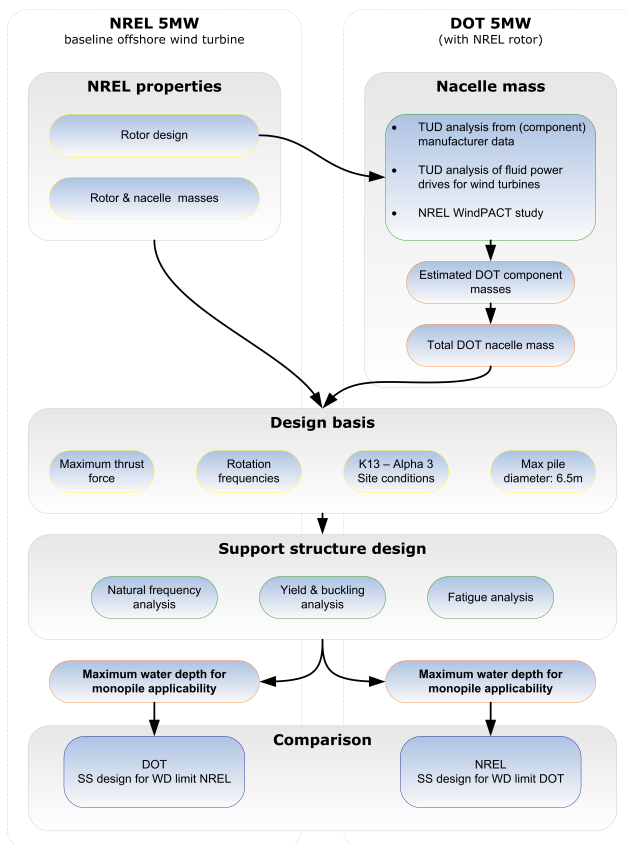 NREL 5MW
baseline offshore wind turbine
DOT 5MW
(with NREL rotor)
NREL properties
Rotor design
Rotor & nacelle masses
Nacelle mass
• TUD analysis from (component)
manufacturer data
• TUD analysis of fluid power
drives for wind turbines
• NREL WindPACT study
Estimated DOT component
masses
Total DOT nacelle mass
Design basis
Maximum thrust
force
Rotation
frequencies
K13 – Alpha 3
Site conditions
Max pile
diameter: 6.5m
Support structure design
Natural frequency
analysis
Yield & buckling
analysis
Fatigue analysis
Maximum water depth for
monopile applicability
Maximum water depth for
monopile applicability
Comparison
DOT
SS design for WD limit NREL
NREL
SS design for WD limit DOT